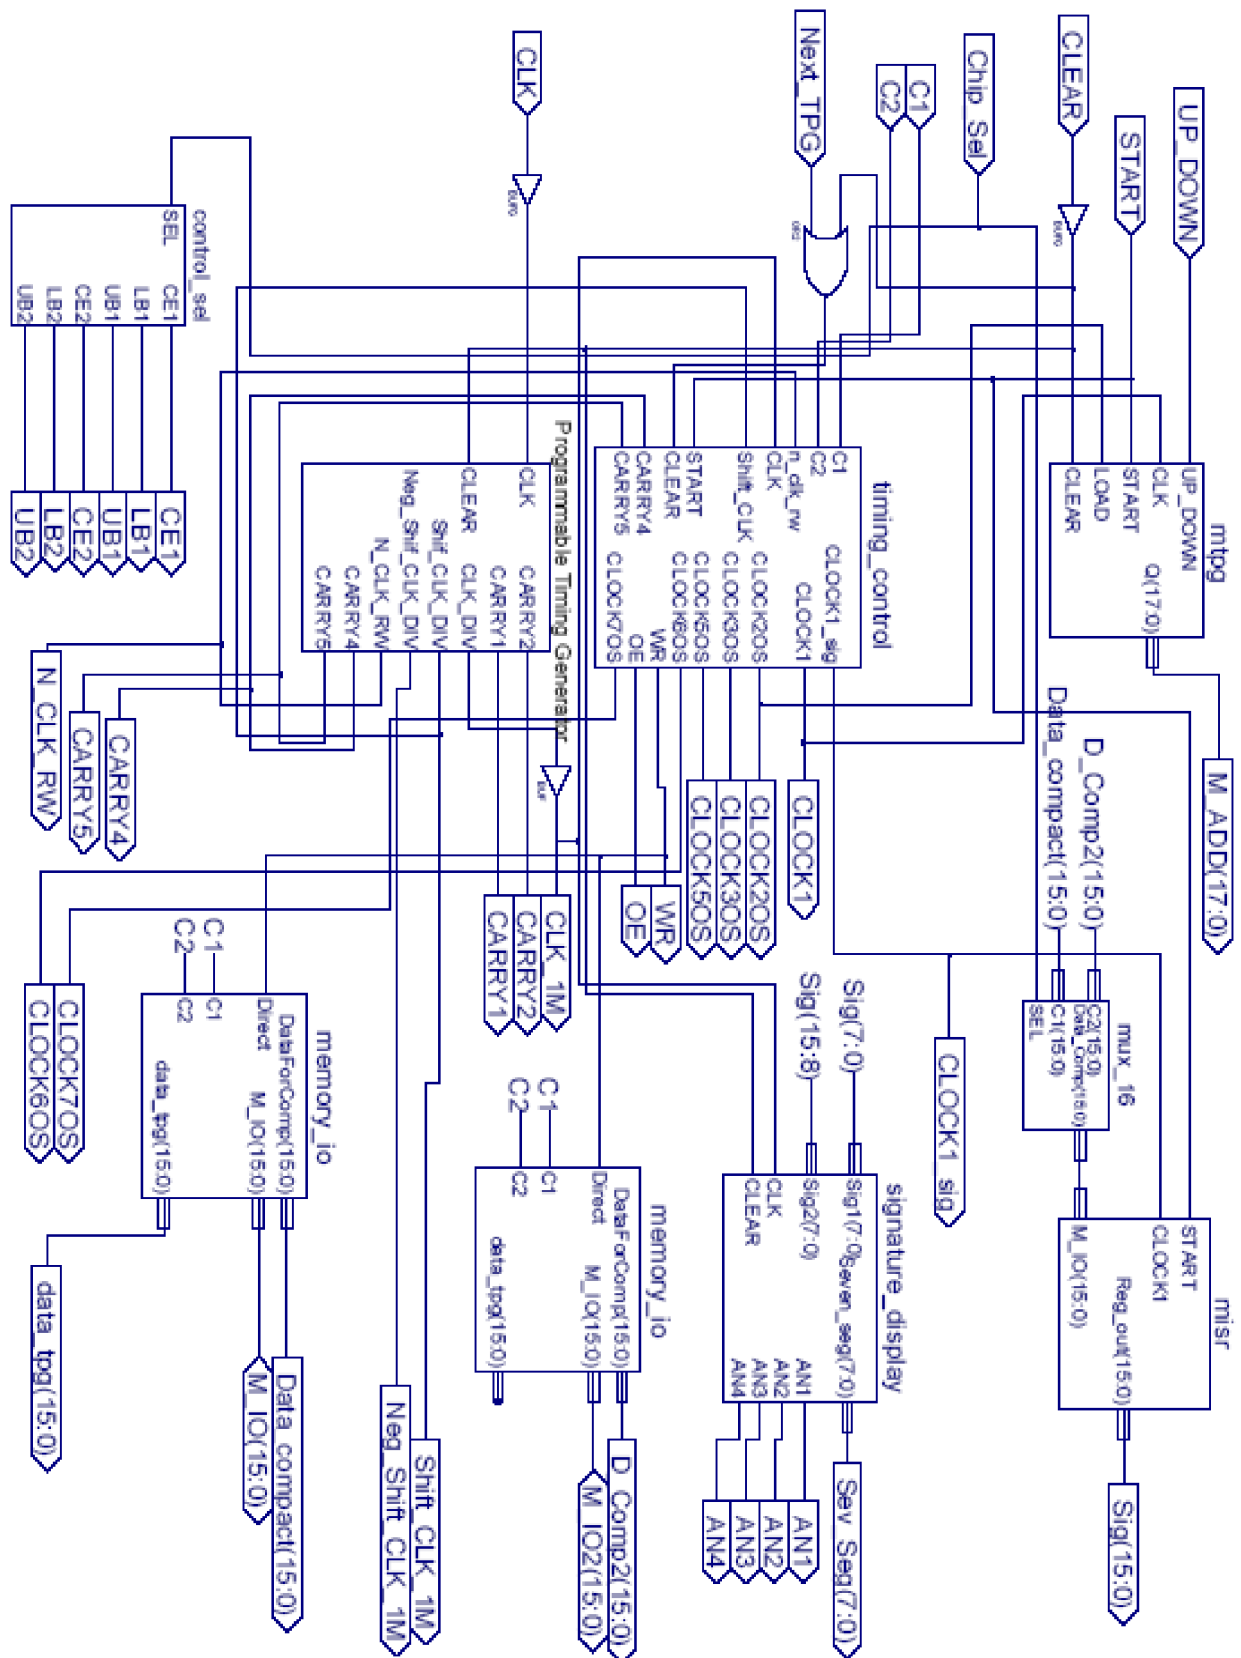 UP_DOWN
START
CLEAR
Chip_Sel
C1
C2
Next_TPG
CLK
BUFG
BUFG
OR2
mtpg
UP_DOWN
CLK
START
LOAD
CLEAR
Q(17:0)
M_ADD(17:0)
timing_control
C1
C2
n_clk_rw
CLK
Shift_CLK
START
CLEAR
CARRY4
CARRY5
CLOCK1_sig
CLOCK1
CLOCK2OS
CLOCK3OS
CLOCK5OS
CLOCK6OS
WR
OE
CLOCK7OS
Programmable Timing Generator
CLK
CLEAR
CARRY2
CARRY1
CLK_DIV
Shif_CLK_DIV
Neg_Shif_CLK_DIV
N_CLK_RW
CARRY4
CARRY5
BUF
control_sel
SEL
CE1
LB1
UB1
CE2
LB2
UB2
CE1
LB1
UB1
CE2
LB2
UB2
N_CLK_RW
CARRY5
CARRY4
CLOCK1
CLOCK2OS
CLOCK3OS
CLOCK5OS
WR
OE
CLK_1M
CARRY2
CARRY1
CLOCK7OS
CLOCK6OS
D_Comp2(15:0)
Data_compact(15:0)
mux_16
C2(15:0)
Data_Comp(15:0)
C1(15:0)
SEL
CLOCK1_sig
misr
START
CLOCK1
M_IO(15:0)
Reg_out(15:0)
Sig(15:0)
Sig(7:0)
Sig(15:8)
signature_display
Sig1(7:0)
Seven_seg(7:0)
Sig2(7:0)
CLK
CLEAR
AN1
AN2
AN3
AN4
Sev_Seg(7:0)
AN1
AN2
AN3
AN4
C1
C2
memory_io
DataForComp(15:0)
Direct
M_IO(15:0)
C1
C2
data_tpg(15:0)
D_Comp2(15:0)
M_IO2(15:0)
C1
C2
memory_io
DataForComp(15:0)
Direct
M_IO(15:0)
C1
C2
data_tpg(15:0)
Shift_CLK_1M
Neg_Shift_CLK_1M
Data_compact(15:0)
M_IO(15:0)
data_tpg(15:0)